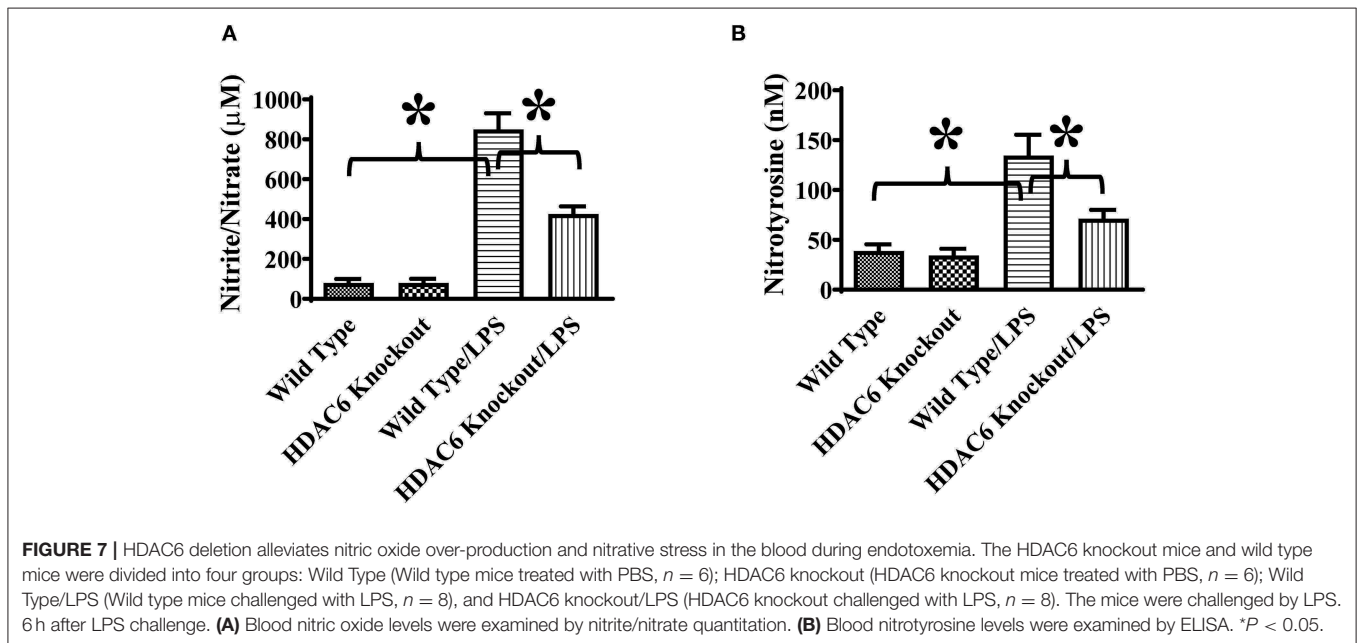 A
Nitrite/Nitrate (µM)
1000
800
600
400
200
0
*
*
Wild Type
HDAC6 Knockout
Wild Type/LPS
HDAC6 Knockout/LPS
B
Nitrotyrosine (nM)
200
150
100
50
0
*
*
Wild Type
HDAC6 Knockout
Wild Type/LPS
HDAC6 Knockout/LPS
FIGURE 7 | HDAC6 deletion alleviates nitric oxide over-production and nitrative stress in the blood during endotoxemia. The HDAC6 knockout mice and wild type
mice were divided into four groups: Wild Type (Wild type mice treated with PBS, n = 6); HDAC6 knockout (HDAC6 knockout mice treated with PBS, n = 6); Wild
Type/LPS (Wild type mice challenged with LPS, n = 8), and HDAC6 knockout/LPS (HDAC6 knockout challenged with LPS, n = 8). The mice were challenged by LPS.
6 h after LPS challenge. (A) Blood nitric oxide levels were examined by nitrite/nitrate quantitation. (B) Blood nitrotyrosine levels were examined by ELISA. *P < 0.05.